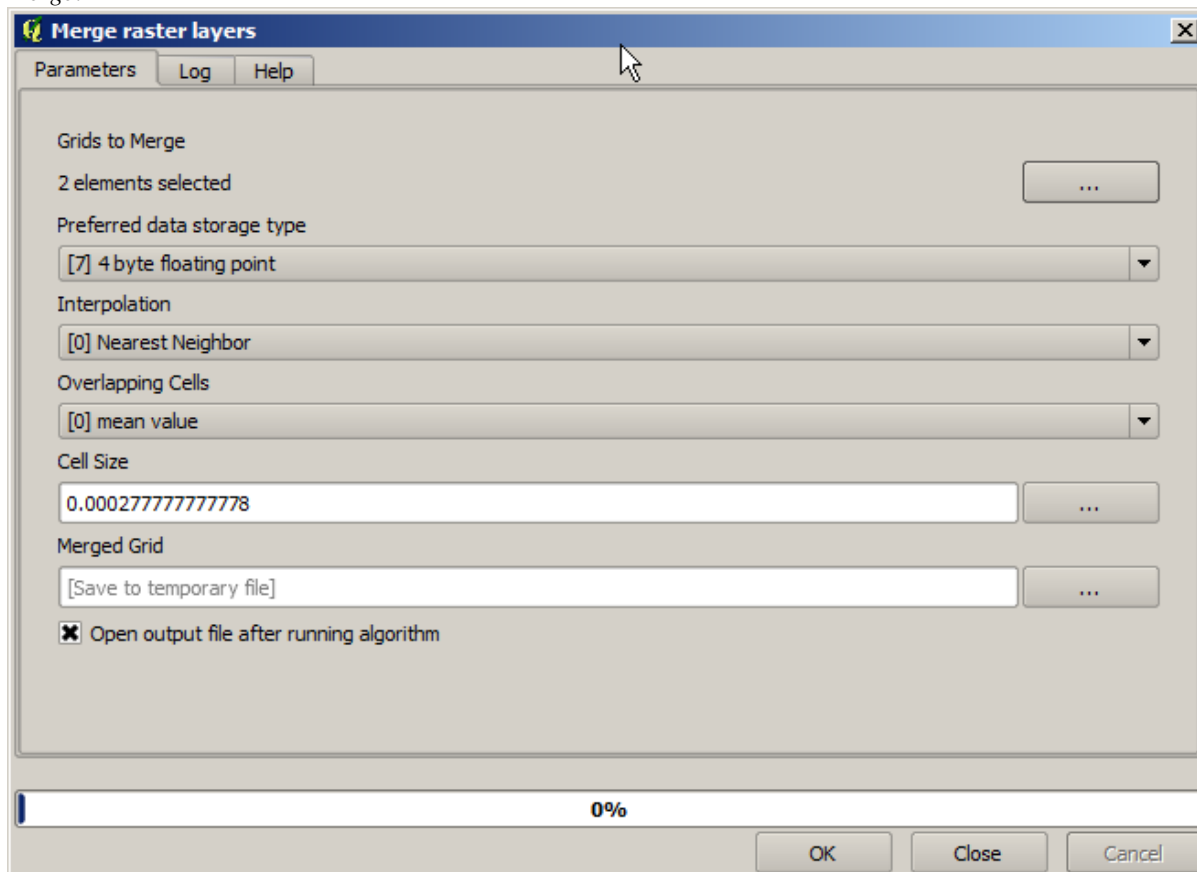 Merge raster layers
Parameters Log Help
Grids to Merge
2 elements selected
...
Preferred data storage type
[7] 4 byte floating point
Interpolation
[0] Nearest Neighbor
Overlapping Cells
[0] mean value
Cell Size
0.000277777777778
...
Merged Grid
[Save to temporary file]
...
Open output file after running algorithm
0%
OK Close Cancel